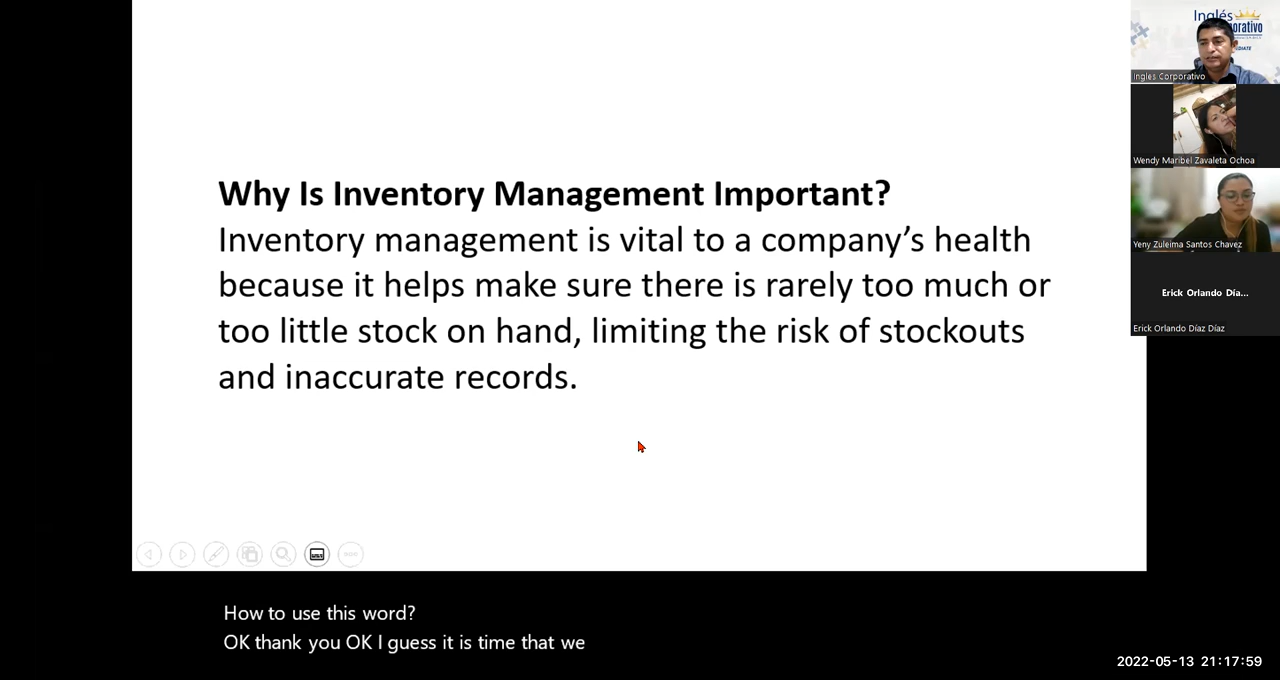 Why Is Inventory Management Important?
Inventory management is vital to a company’s health
because it helps make sure there is rarely too much or
too little stock on hand, limiting the risk of stockouts
and inaccurate records.
How to use this word?
OK thank you OK I guess it is time that we
Inglés
Ingles Corporativo
Wendy Maribel Zavaleta Ochoa
Yeny Zuleima Santos Chavez
Erick Orlando Día...
Erick Orlando Díaz Díaz
2022-05-13 21:17:59